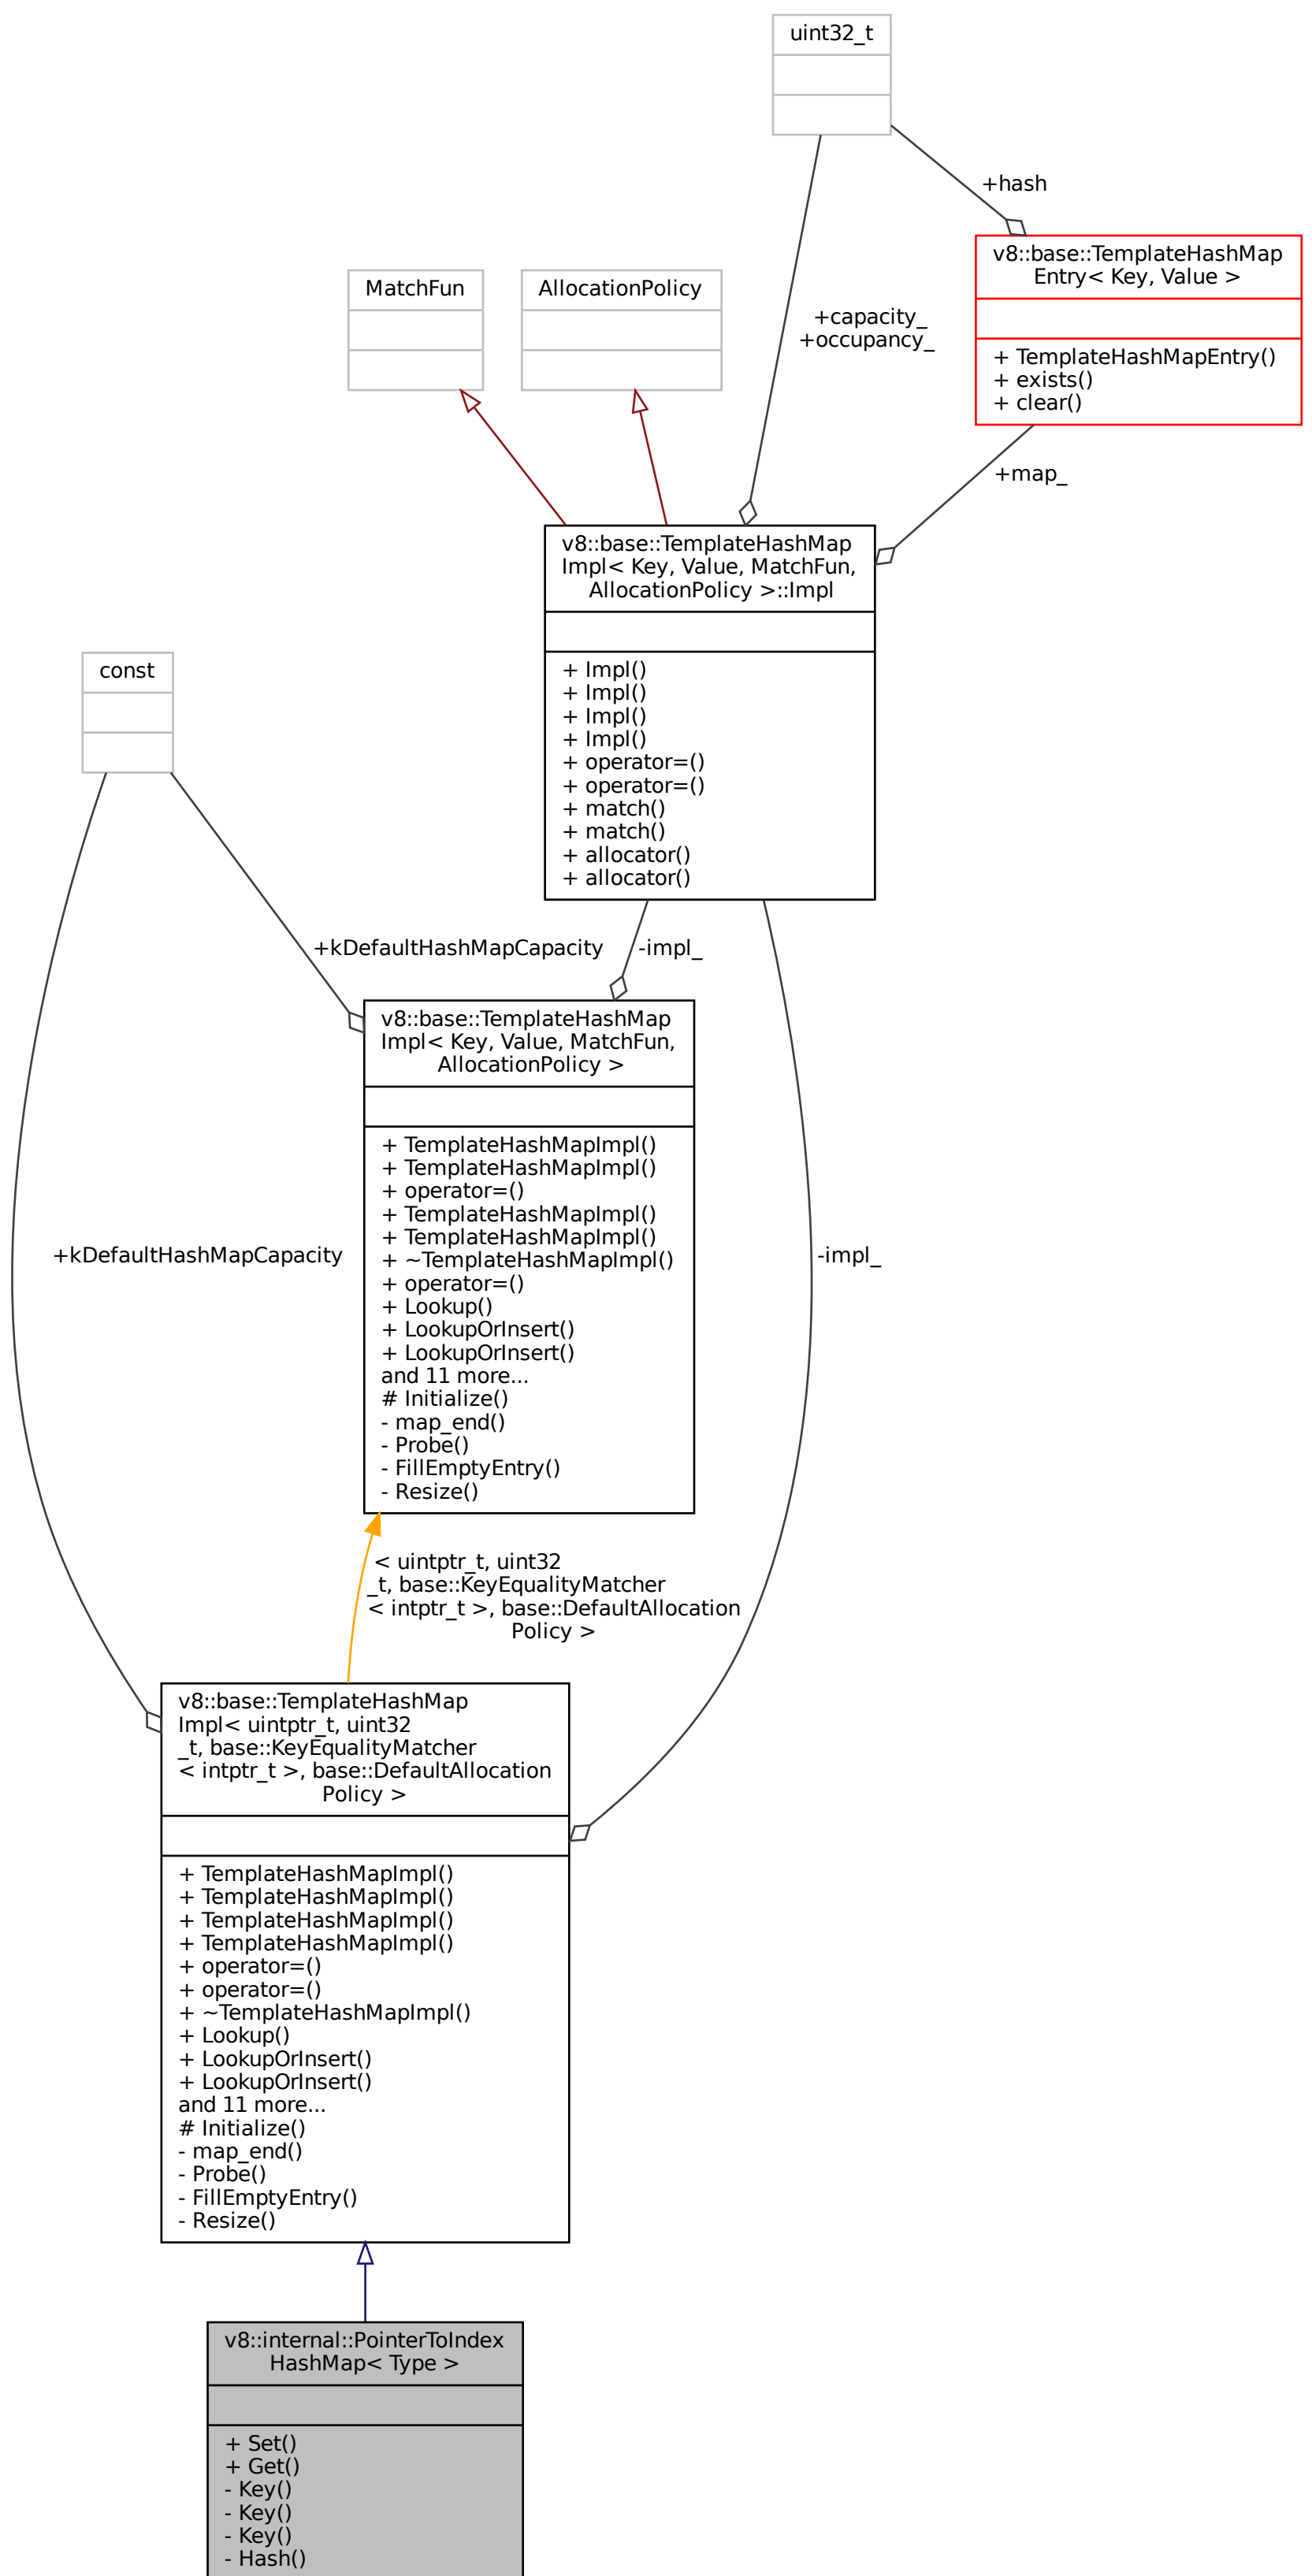 uint32_t
+hash
v8::base::TemplateHashMap
Entry< Key, Value >
+ TemplateHashMapEntry()
+ exists()
+ clear()
MatchFun
AllocationPolicy
+capacity_
+occupancy_
+map_
v8::base::TemplateHashMap
Impl< Key, Value, MatchFun,
AllocationPolicy >::Impl
+ Impl()
+ Impl()
+ Impl()
+ Impl()
+ operator=()
+ operator=()
+ match()
+ match()
+ allocator()
+ allocator()
const
+kDefaultHashMapCapacity
-impl_
v8::base::TemplateHashMap
Impl< Key, Value, MatchFun,
AllocationPolicy >
+ TemplateHashMapImpl()
+ TemplateHashMapImpl()
+ operator=()
+ TemplateHashMapImpl()
+ TemplateHashMapImpl()
+ ~TemplateHashMapImpl()
+ operator=()
+ Lookup()
+ LookupOrInsert()
+ LookupOrInsert()
and 11 more...
# Initialize()
- map_end()
- Probe()
- FillEmptyEntry()
- Resize()
+kDefaultHashMapCapacity
-impl_
< uintptr_t, uint32
_t, base::KeyEqualityMatcher
< intptr_t >, base::DefaultAllocation
Policy >
v8::base::TemplateHashMap
Impl< uintptr_t, uint32
_t, base::KeyEqualityMatcher
< intptr_t >, base::DefaultAllocation
Policy >
+ TemplateHashMapImpl()
+ TemplateHashMapImpl()
+ TemplateHashMapImpl()
+ TemplateHashMapImpl()
+ operator=()
+ operator=()
+ ~TemplateHashMapImpl()
+ Lookup()
+ LookupOrInsert()
+ LookupOrInsert()
and 11 more...
# Initialize()
- map_end()
- Probe()
- FillEmptyEntry()
- Resize()
v8::internal::PointerToIndex
HashMap< Type >
+ Set()
+ Get()
- Key()
- Key()
- Key()
- Hash()